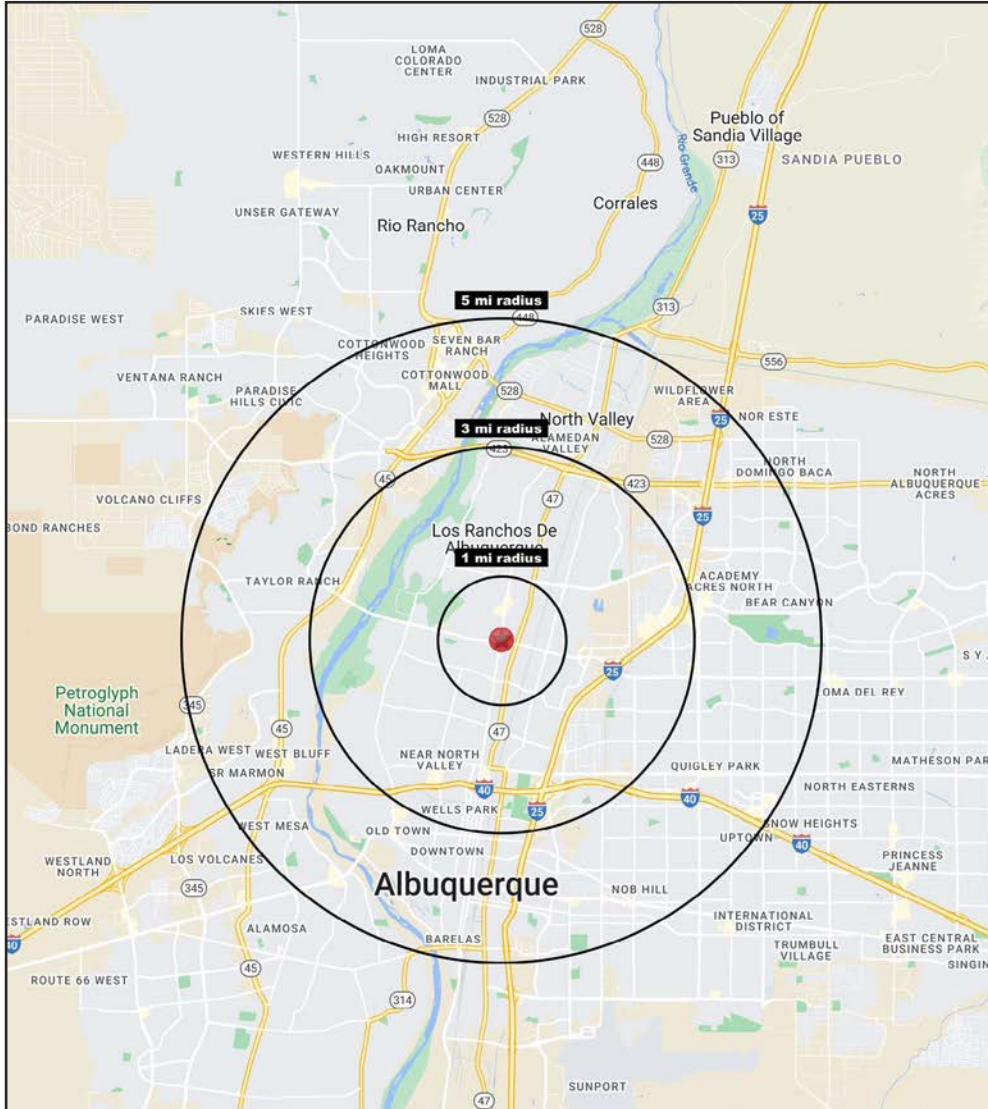 LOMA
COLORADO
CENTER
528
INDUSTRIAL PARK
528
Pueblo of
Sandia Village
HIGH RESORT
313
WESTERN HILLS
OAKMOUNT
448
SANDIA PUEBLO
Rio Grande
URBAN CENTER
UNSER GATEWAY
Corrales
25
Rio Rancho
5 mi radius
313
SKIES WEST
448
PARADISE WEST
COTTONWOOD
HEIGHTS
SEVEN BAR
RANCH
556
VENTANA RANCH
COTTONWOOD
MALL
PARADISE
HILLS CIVIC
528
WILDFLOWER
AREA
NOR ESTE
25
North Valley
3 mi radius
ALAMEDAN
VALLEY
528
423
NORTH
DOMINGO BACA
45
423
NORTH
ALBUQUERQUE
ACRES
VOLCANO CLIFFS
47
25
BOND RANCHES
Los Ranchos De
Albuquerque
1 mi radius
TAYLOR RANCH
ACADEMY
ACRES NORTH
BEAR CANYON
S Y
25
LOMA DEL REY
Petroglyph
National
Monument
345
45
47
LADERA WEST
WEST BLUFF
NEAR NORTH
VALLEY
MATHESON PAR
SR MARMON
QUIGLEY PARK
40
40
NORTH EASTERNS
WELLS PARK
25
WEST MESA
OLD TOWN
SNOW HEIGHTS
UPTOWN
40
DOWNTOWN
WESTLAND
NORTH
LOS VOLCANES
PRINCESS
JEANNE
345
Albuquerque
NOB HILL
ESTLAND ROW
INTERNATIONAL
DISTRICT
ALAMOSA
40
BARELAS
TRUMBULL
VILLAGE
EAST CENTRAL
BUSINESS PARK
45
SINGIN
ROUTE 66 WEST
314
SUNPORT
47